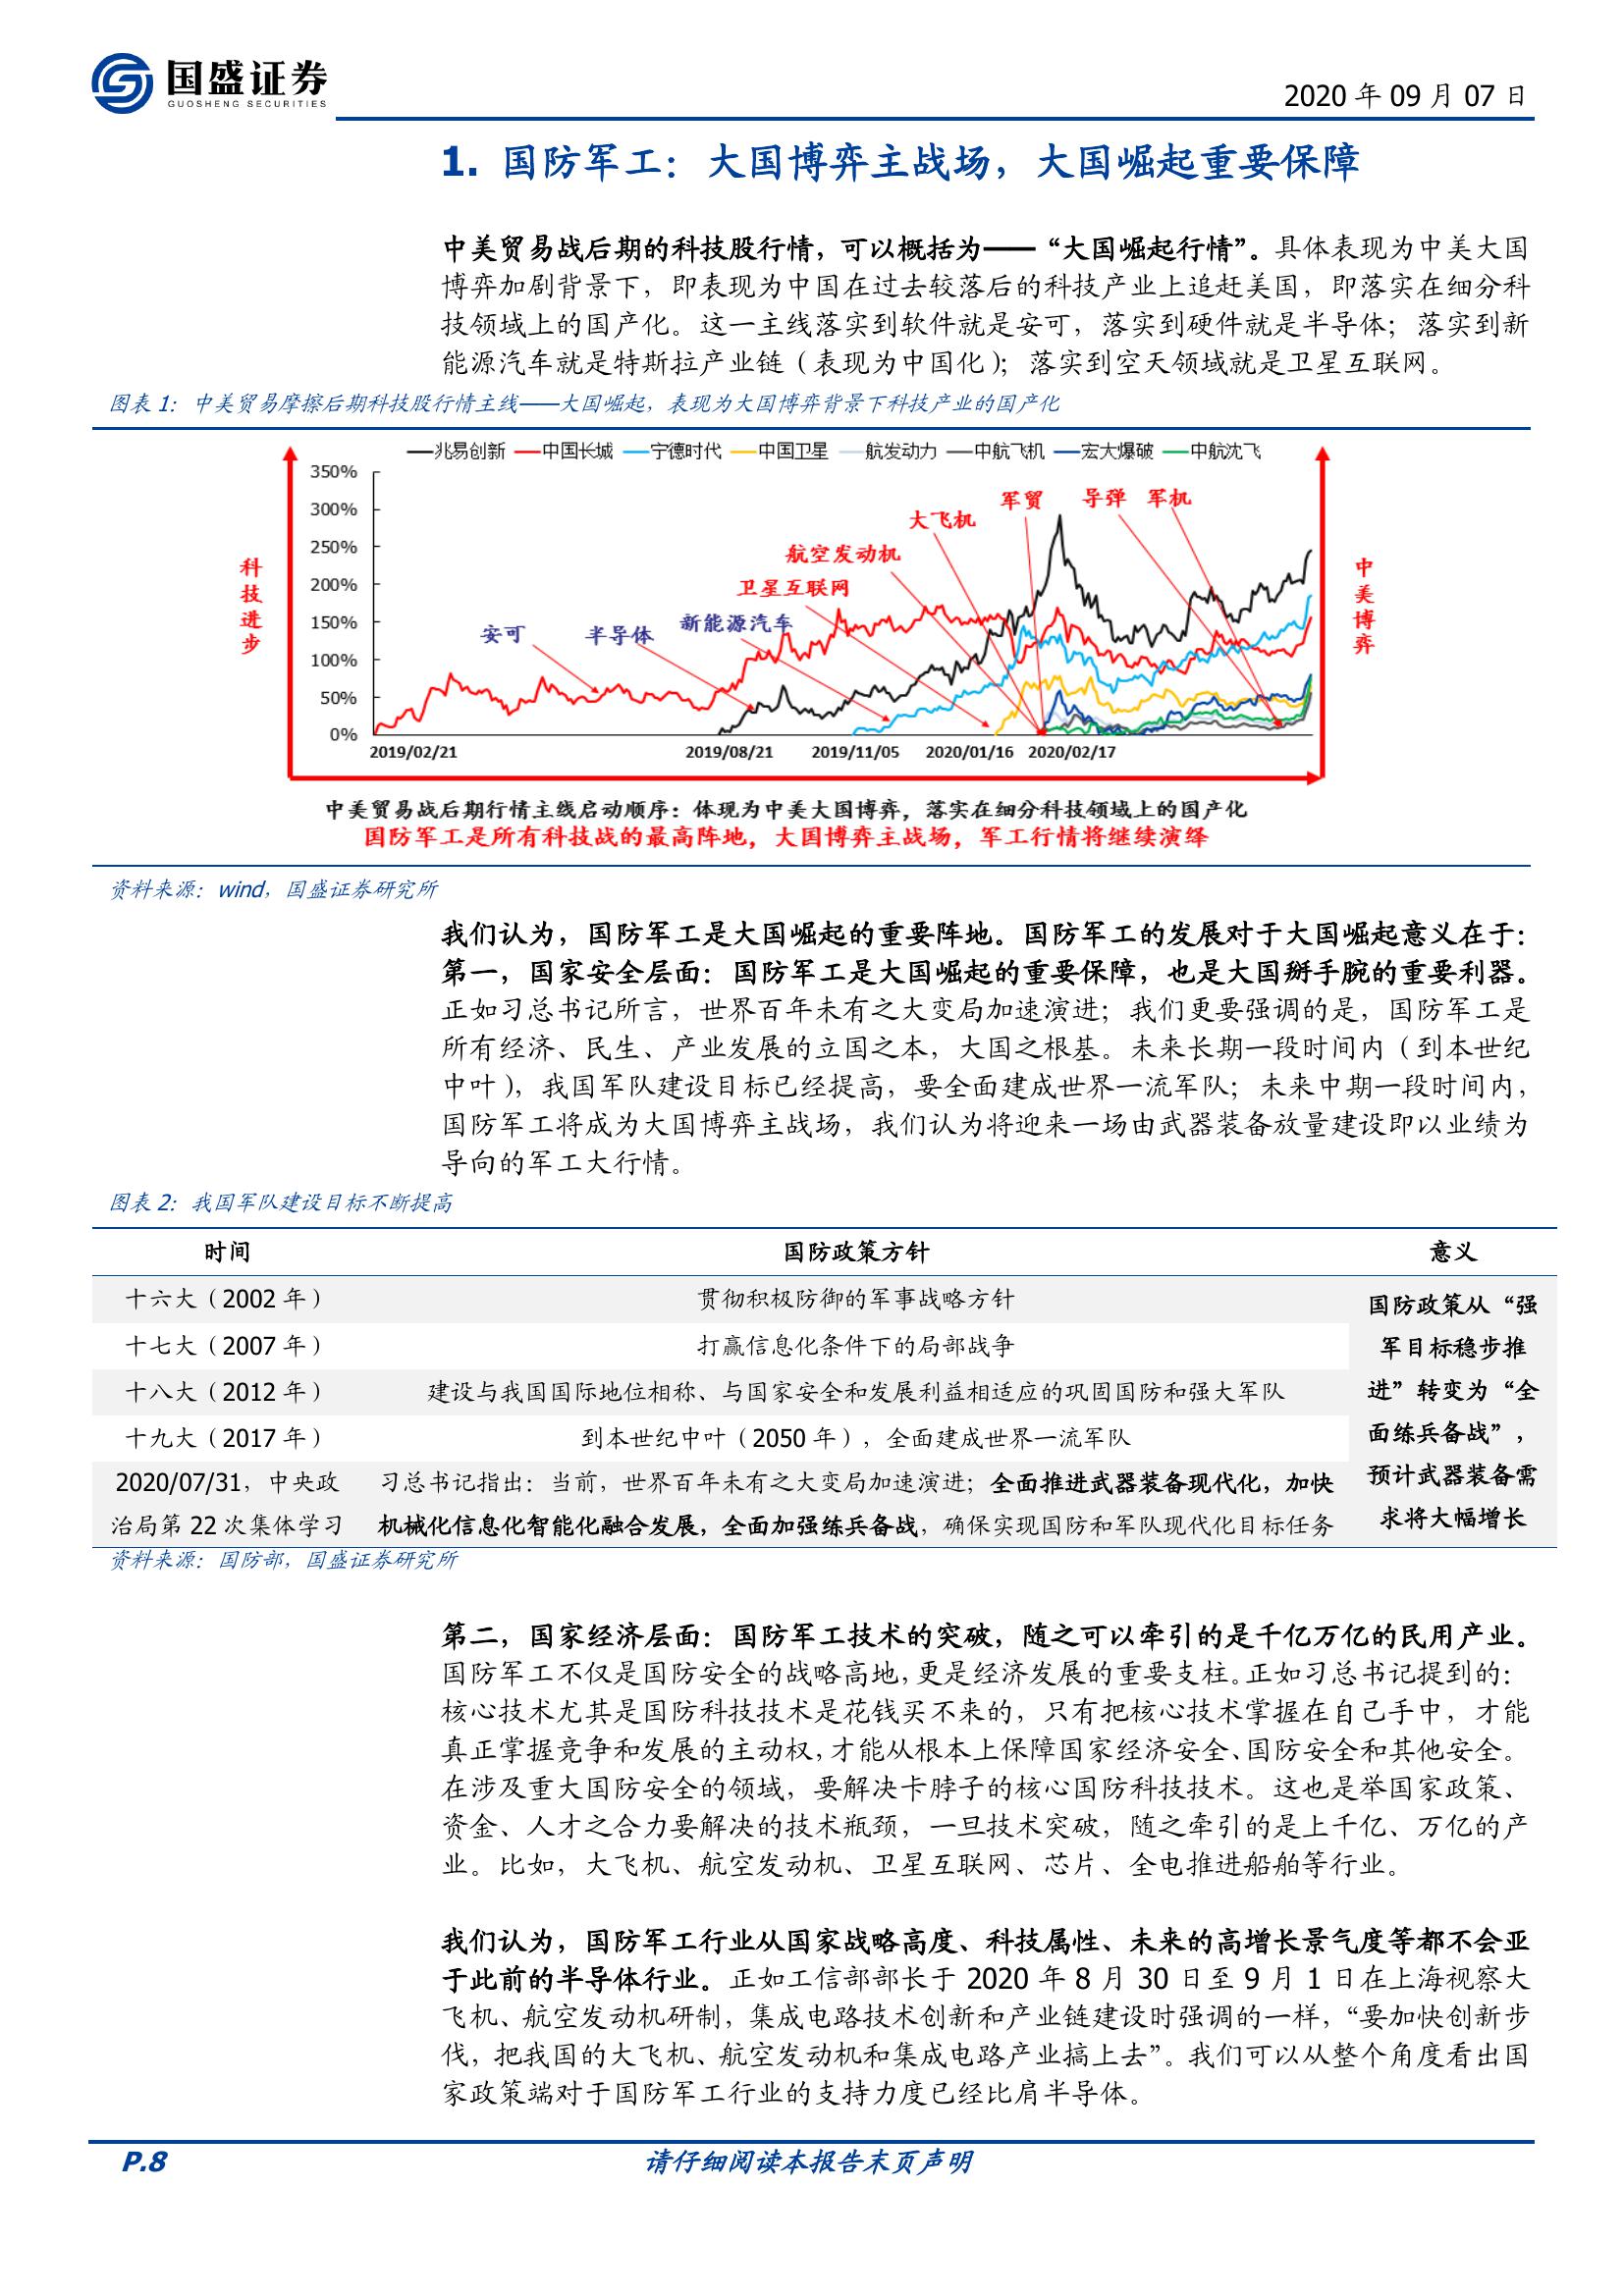 国盛证券
GUOSHENG SECURITIES
2020 年 09 月 07 日
1. 国防军工：大国博弈主战场，大国崛起重要保障
中美贸易战后期的科技股行情，可以概括为——“大国崛起行情”。具体表现为中美大国
博弈加剧背景下，即表现为中国在过去较落后的科技产业上追赶美国，即落实在细分科
技领域上的国产化。这一主线落实到软件就是安可，落实到硬件就是半导体；落实到新
能源汽车就是特斯拉产业链（表现为中国化）；落实到空天领域就是卫星互联网。
图表 1：中美贸易摩擦后期科技股行情主线——大国崛起，表现为大国博弈背景下科技产业的国产化
兆易创新 中国长城 宁德时代 中国卫星 航发动力 中航飞机 宏大爆破 中航沈飞
350%
300%
250%
200%
150%
100%
50%
0%
科技进步
中美博弈
安可
半导体
新能源汽车
卫星互联网
航空发动机
大飞机
军贸
导弹
军机
2019/02/21 2019/08/21 2019/11/05 2020/01/16 2020/02/17
中美贸易战后期行情主线启动顺序：体现为中美大国博弈，落实在细分科技领域上的国产化
国防军工是所有科技战的最高阵地，大国博弈主战场，军工行情将继续演绎
资料来源：wind，国盛证券研究所
我们认为，国防军工是大国崛起的重要阵地。国防军工的发展对于大国崛起意义在于：
第一，国家安全层面：国防军工是大国崛起的重要保障，也是大国掰手腕的重要利器。
正如习总书记所言，世界百年未有之大变局加速演进；我们更要强调的是，国防军工是
所有经济、民生、产业发展的立国之本，大国之根基。未来长期一段时间内（到本世纪
中叶），我国军队建设目标已经提高，要全面建成世界一流军队；未来中期一段时间内，
国防军工将成为大国博弈主战场，我们认为将迎来一场由武器装备放量建设即以业绩为
导向的军工大行情。
图表 2：我国军队建设目标不断提高
时间 国防政策方针 意义
十六大（2002 年） 贯彻积极防御的军事战略方针
十七大（2007 年） 打赢信息化条件下的局部战争
十八大（2012 年） 建设与我国国际地位相称、与国家安全和发展利益相适应的巩固国防和强大军队
十九大（2017 年） 到本世纪中叶（2050 年），全面建成世界一流军队
2020/07/31，中央政
治局第 22 次集体学习
习总书记指出：当前，世界百年未有之大变局加速演进；全面推进武器装备现代化，加快
机械化信息化智能化融合发展，全面加强练兵备战，确保实现国防和军队现代化目标任务
国防政策从“强
军目标稳步推
进”转变为“全
面练兵备战”，
预计武器装备需
求将大幅增长
资料来源：国防部，国盛证券研究所
第二，国家经济层面：国防军工技术的突破，随之可以牵引的是千亿万亿的民用产业。
国防军工不仅是国防安全的战略高地，更是经济发展的重要支柱。正如习总书记提到的：
核心技术尤其是国防科技技术是花钱买不来的，只有把核心技术掌握在自己手中，才能
真正掌握竞争和发展的主动权，才能从根本上保障国家经济安全、国防安全和其他安全。
在涉及重大国防安全的领域，要解决卡脖子的核心国防科技技术。这也是举国家政策、
资金、人才之合力要解决的技术瓶颈，一旦技术突破，随之牵引的是上千亿、万亿的产
业。比如，大飞机、航空发动机、卫星互联网、芯片、全电推进船舶等行业。
我们认为，国防军工行业从国家战略高度、科技属性、未来的高增长景气度等都不会亚
于此前的半导体行业。正如工信部部长于 2020 年 8 月 30 日至 9 月 1 日在上海视察大
飞机、航空发动机研制，集成电路技术创新和产业链建设时强调的一样，“要加快创新步
伐，把我国的大飞机、航空发动机和集成电路产业搞上去”。我们可以从整个角度看出国
家政策端对于国防军工行业的支持力度已经比肩半导体。
P.8
请仔细阅读本报告末页声明